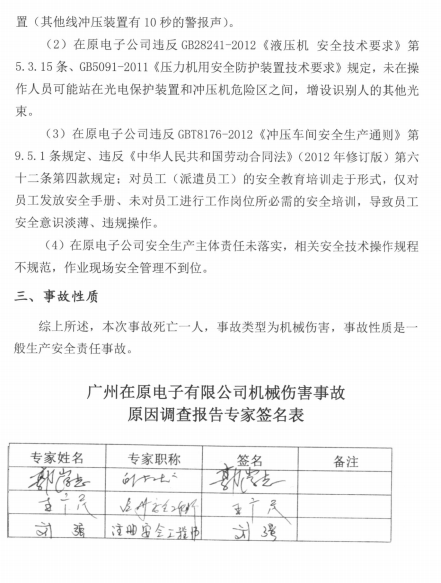 置（其他线冲压装置有 10 秒的警报声）。
（2）在原电子公司违反 GB28241-2012《液压机 安全技术要求》第
5.3.15 条、GB5091-2011《压力机用安全防护装置技术要求》规定，未在操
作人员可能站在光电保护装置和冲压机危险区之间，增设识别人的其他光
束。
（3）在原电子公司违反 GBT8176-2012《冲压车间安全生产通则》第
9.5.1 条规定、违反《中华人民共和国劳动合同法》（2012 年修订版）第六
十二条第四款规定；对员工（派遣员工）的安全教育培训走于形式，仅对
员工发放安全手册、未对员工进行工作岗位所必需的安全培训，导致员工
安全意识淡薄、违规操作。
（4）在原电子公司安全生产主体责任未落实，相关安全技术操作规程
不规范，作业现场安全管理不到位。
三、事故性质
综上所述，本次事故死亡一人，事故类型为机械伤害，事故性质是一
般生产安全责任事故。
广州在原电子有限公司机械伤害事故
原因调查报告专家签名表
专家姓名 专家职称 签名 备注
王广民 王广民
刘强 注册安全工程师 刘强